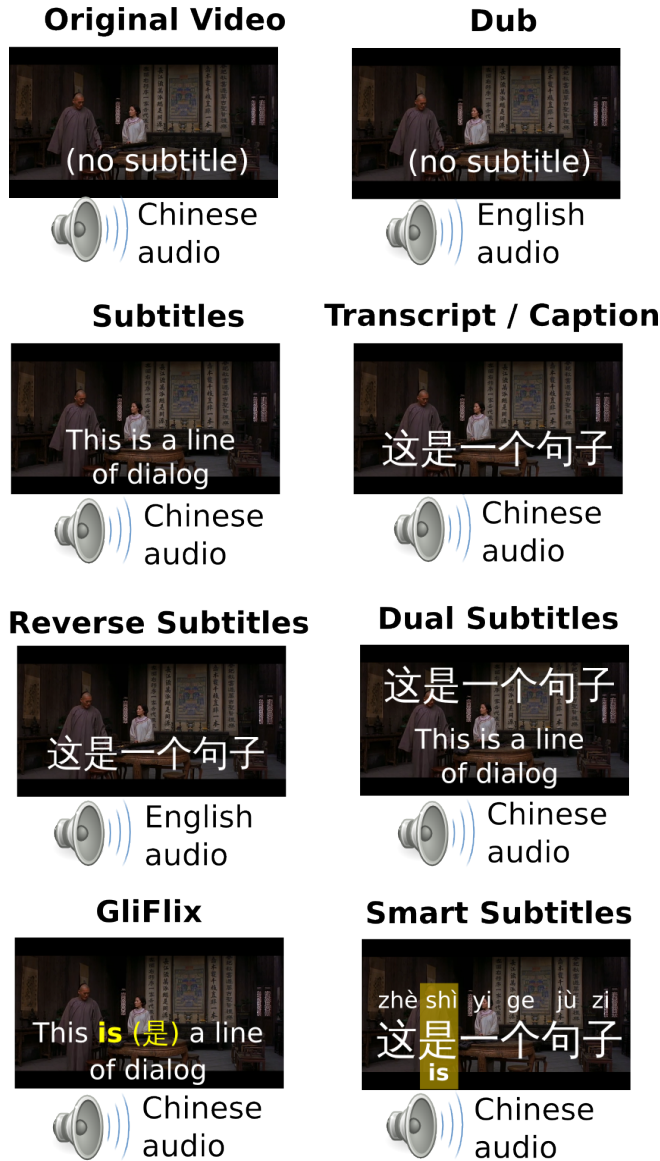 Original Video
(no subtitle)
Chinese
audio
Dub
(no subtitle)
English
audio
Subtitles
This is a line
of dialog
Chinese
audio
Transcript / Caption
这是一个句子
Chinese
audio
Reverse Subtitles
这是一个句子
English
audio
Dual Subtitles
这是一个句子
This is a line
of dialog
Chinese
audio
GliFlix
This is (是) a line
of dialog
Chinese
audio
Smart Subtitles
zhè shì yi ge jù zi
这是一个句子
is
Chinese
audio